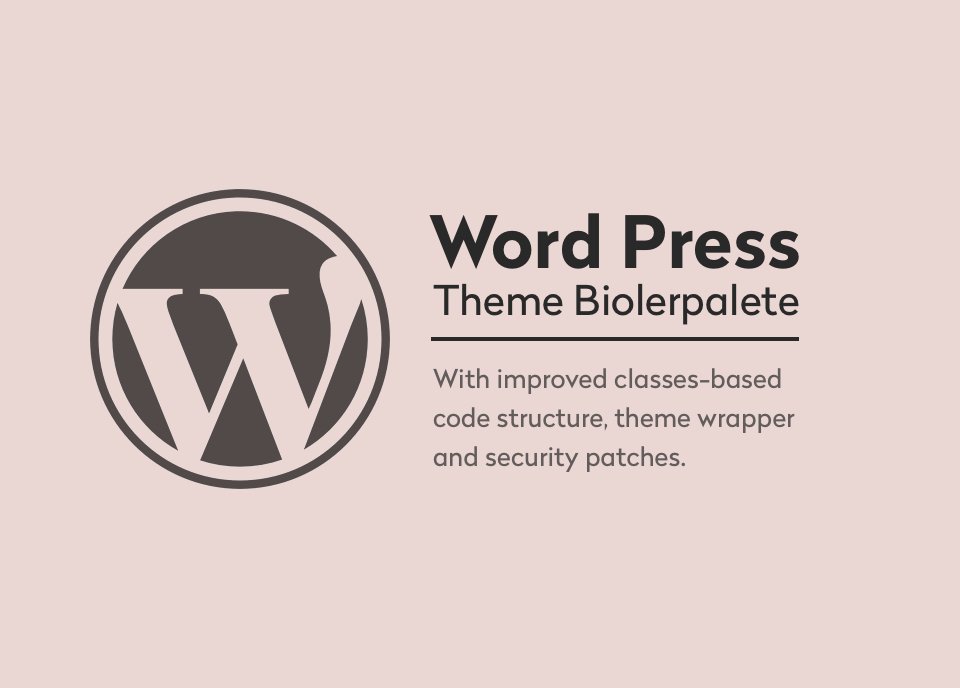 Word Press
Theme Biolerpalete
With improved classes-based
code structure, theme wrapper
and security patches.